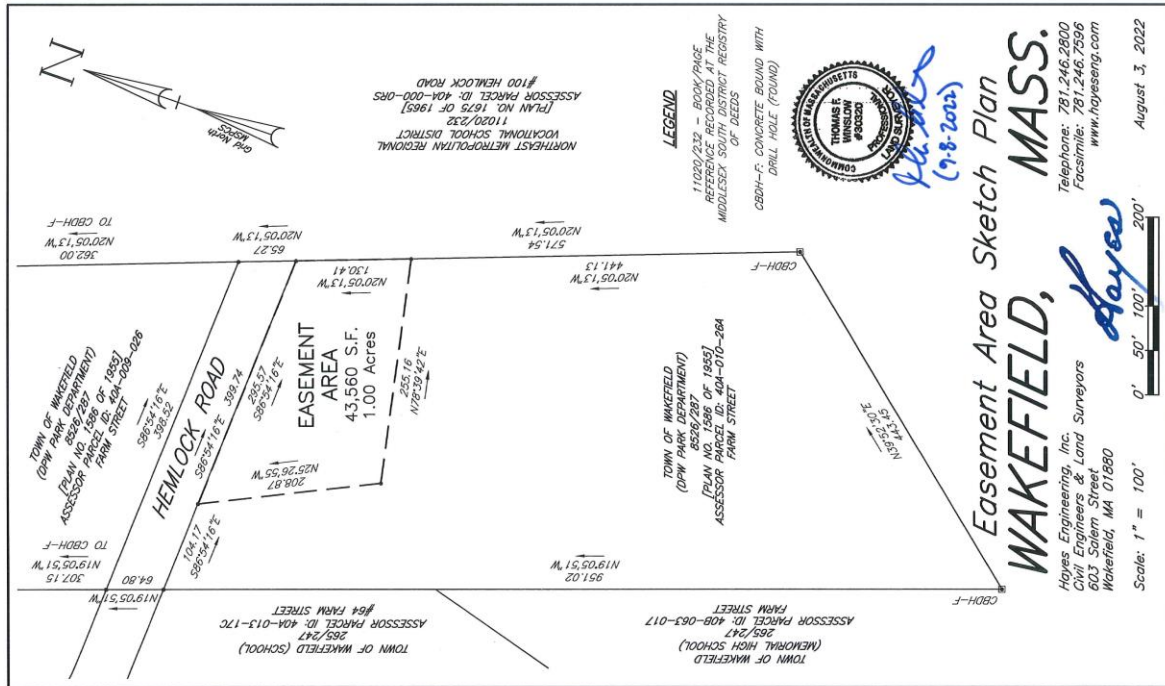 N
Grid North
MSPCS
TOWN OF WAKEFIELD
(DPW PARK DEPARTMENT)
8526/287
[PLAN NO. 1586 OF 1955]
ASSESSOR PARCEL ID: 40A-009-026
FARM STREET
307.15
N19°05'51"W
TO CBDH-F
362.00
N20°05'13"W
TO CBDH-F
S86°54'16"E
398.52
HEMLOCK ROAD
S86°54'16"E 399.74
64.80
N19°05'51"W
65.27
N20°05'13"W
104.17
S86°54'16"E
295.57
S86°54'16"E
EASEMENT
AREA
43,560 S.F.
1.00 Acres
N25°26'55"W
208.87
130.41
N20°05'13"W
255.16
N78°39'42"E
571.54
N20°05'13"W
441.13
N20°05'13"W
NORTHEAST METROPOLITAN REGIONAL
VOCATIONAL SCHOOL DISTRICT
11020/232
[PLAN NO. 1675 OF 1965]
ASSESSOR PARCEL ID: 40A-000-ORS
#100 HEMLOCK ROAD
TOWN OF WAKEFIELD (SCHOOL)
265/247
ASSESSOR PARCEL ID: 40A-013-17C
#64 FARM STREET
TOWN OF WAKEFIELD
(MEMORIAL HIGH SCHOOL)
265/247
ASSESSOR PARCEL ID: 40B-063-017
FARM STREET
951.02
N19°05'51"W
TOWN OF WAKEFIELD
(DPW PARK DEPARTMENT)
8526/287
[PLAN NO. 1586 OF 1955]
ASSESSOR PARCEL ID: 40A-010-26A
FARM STREET
CBDH-F
CBDH-F
N39°52'30"E
443.45
LEGEND
11020/232 - BOOK/PAGE
REFERENCE RECORDED AT THE
MIDDLESEX SOUTH DISTRICT REGISTRY
OF DEEDS
CBDH-F: CONCRETE BOUND WITH
DRILL HOLE (FOUND)
COMMONWEALTH OF MASSACHUSETTS
THOMAS F.
WINSLOW
#30320
PROFESSIONAL
LAND SURVEYOR
(9-8-2022)
Easement Area Sketch Plan
WAKEFIELD, MASS.
Hayes Engineering, Inc.
Civil Engineers & Land Surveyors
603 Salem Street
Wakefield, MA 01880
Hayes
Telephone: 781.246.2800
Facsimile: 781.246.7596
www.hayeseng.com
Scale: 1" = 100'
0' 50' 100' 200'
August 3, 2022